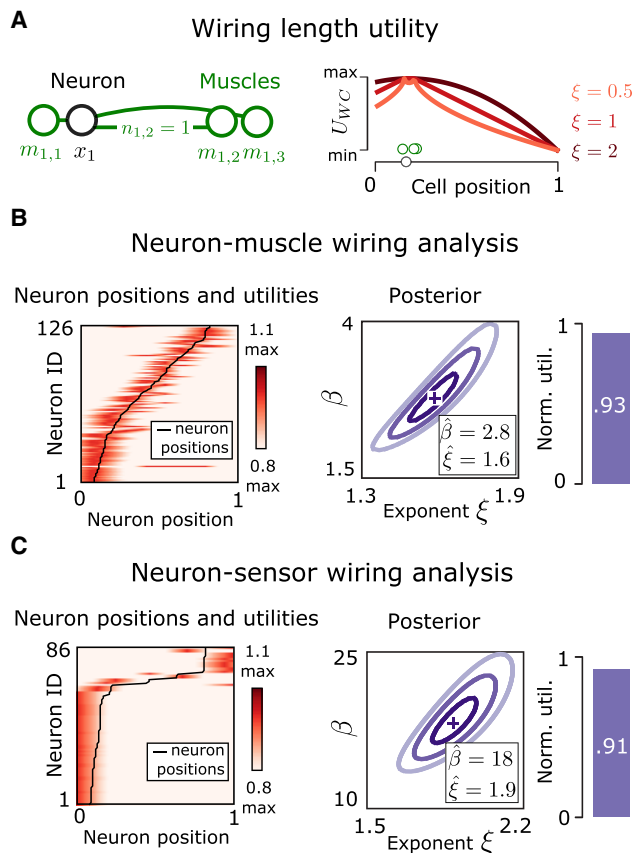 A
Wiring length utility
Neuron
Muscles
n1,2 = 1
m1,1 x1 m1,2 m1,3
max
U_WC
min
0 Cell position 1
ξ = 0.5
ξ = 1
ξ = 2
B
Neuron-muscle wiring analysis
Neuron positions and utilities
126
Neuron ID
1
neuron
positions
0 1
Neuron position
1.1
max
0.8
max
Posterior
4
β
1.5
β̂ = 2.8
ξ̂ = 1.6
1.3 1.9
Exponent ξ
1
Norm. util.
0
.93
C
Neuron-sensor wiring analysis
Neuron positions and utilities
86
Neuron ID
1
neuron
positions
0 1
Neuron position
1.1
max
0.8
max
Posterior
25
β
10
β̂ = 18
ξ̂ = 1.9
1.5 2.2
Exponent ξ
1
Norm. util.
0
.91